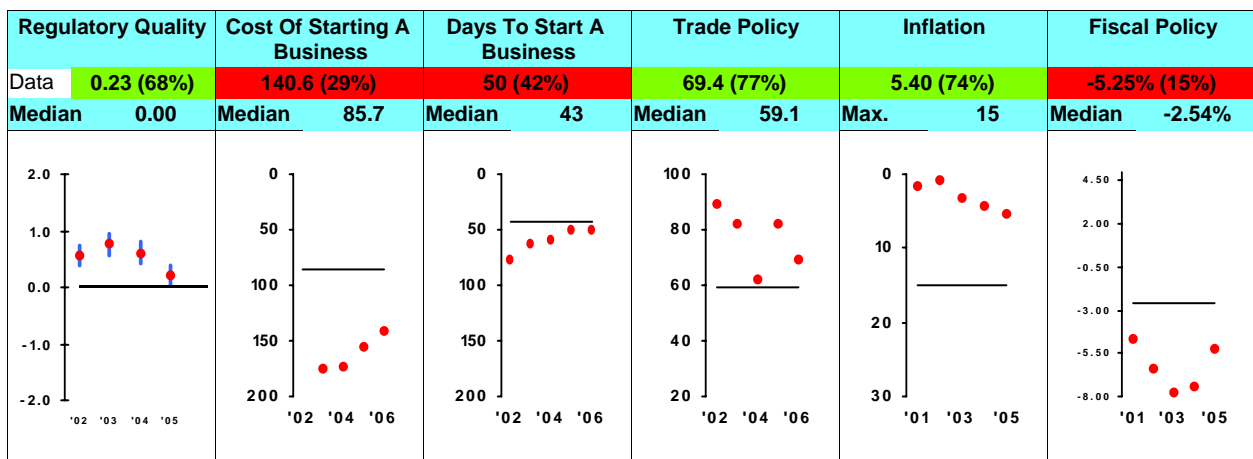 Regulatory Quality
Cost Of Starting A
Business
Days To Start A
Business
Trade Policy
Inflation
Fiscal Policy
Data 0.23 (68%) 140.6 (29%) 50 (42%) 69.4 (77%) 5.40 (74%) -5.25% (15%)
Median 0.00 Median 85.7 Median 43 Median 59.1 Max. 15 Median -2.54%
2.0
1.0
0.0
-1.0
-2.0
'02 '03 '04 '05
0
50
100
150
200
'02 '04 '06
0
50
100
150
200
'02 '04 '06
100
80
60
40
20
'02 '04 '06
0
10
20
30
'01 '03 '05
4.50
2.00
-0.50
-3.00
-5.50
-8.00
'01 '03 '05